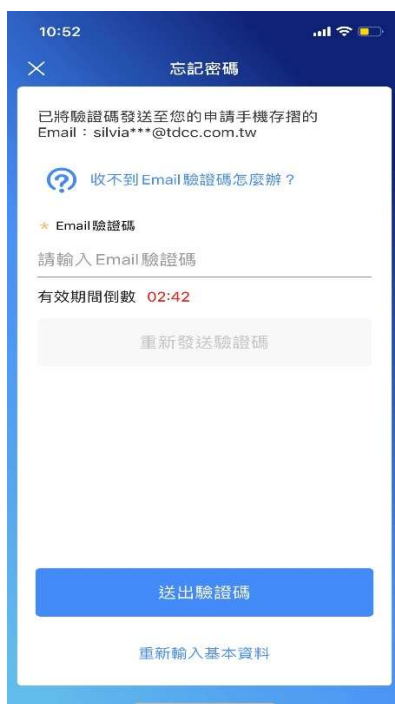 10:52
忘記密碼
已將驗證碼發送至您的申請手機存摺的
Email：silvia***@tdcc.com.tw
收不到Email驗證碼怎麼辦？
* Email驗證碼
請輸入Email驗證碼
有效期間倒數 02:42
重新發送驗證碼
送出驗證碼
重新輸入基本資料